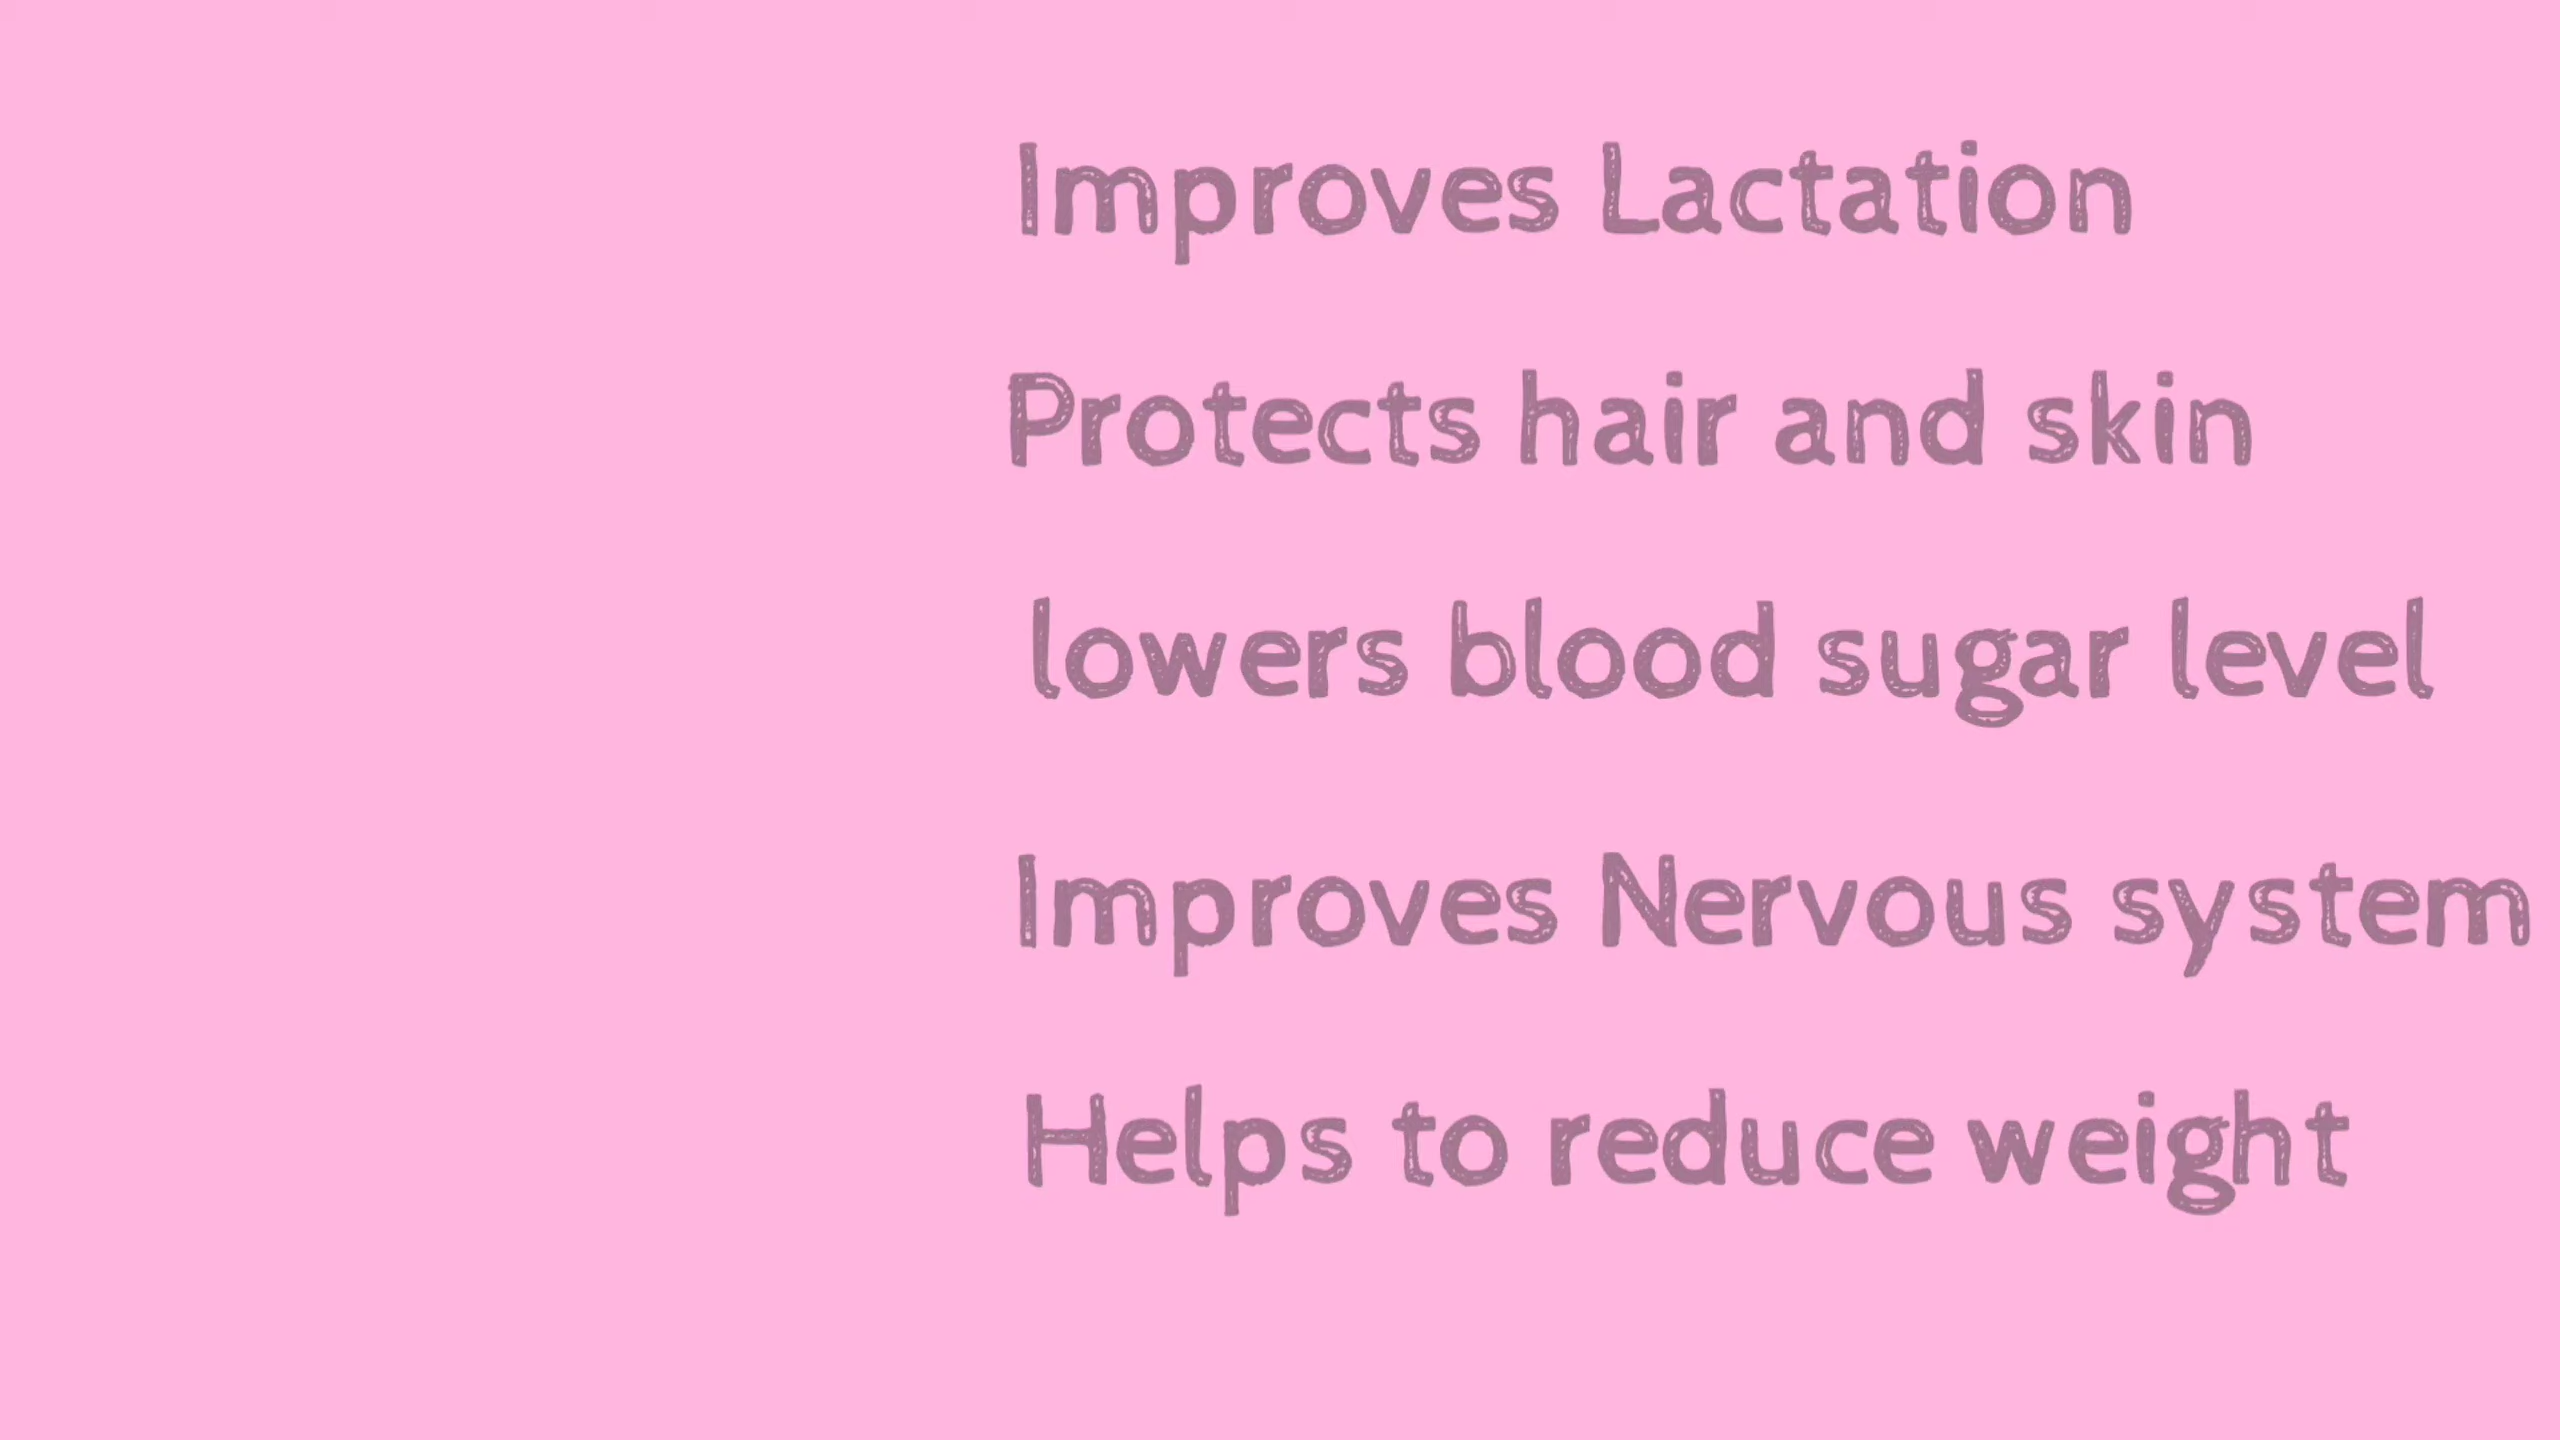 Improves Lactation
Protects hair and skin
lowers blood sugar level
Improves Nervous system
Helps to reduce weight